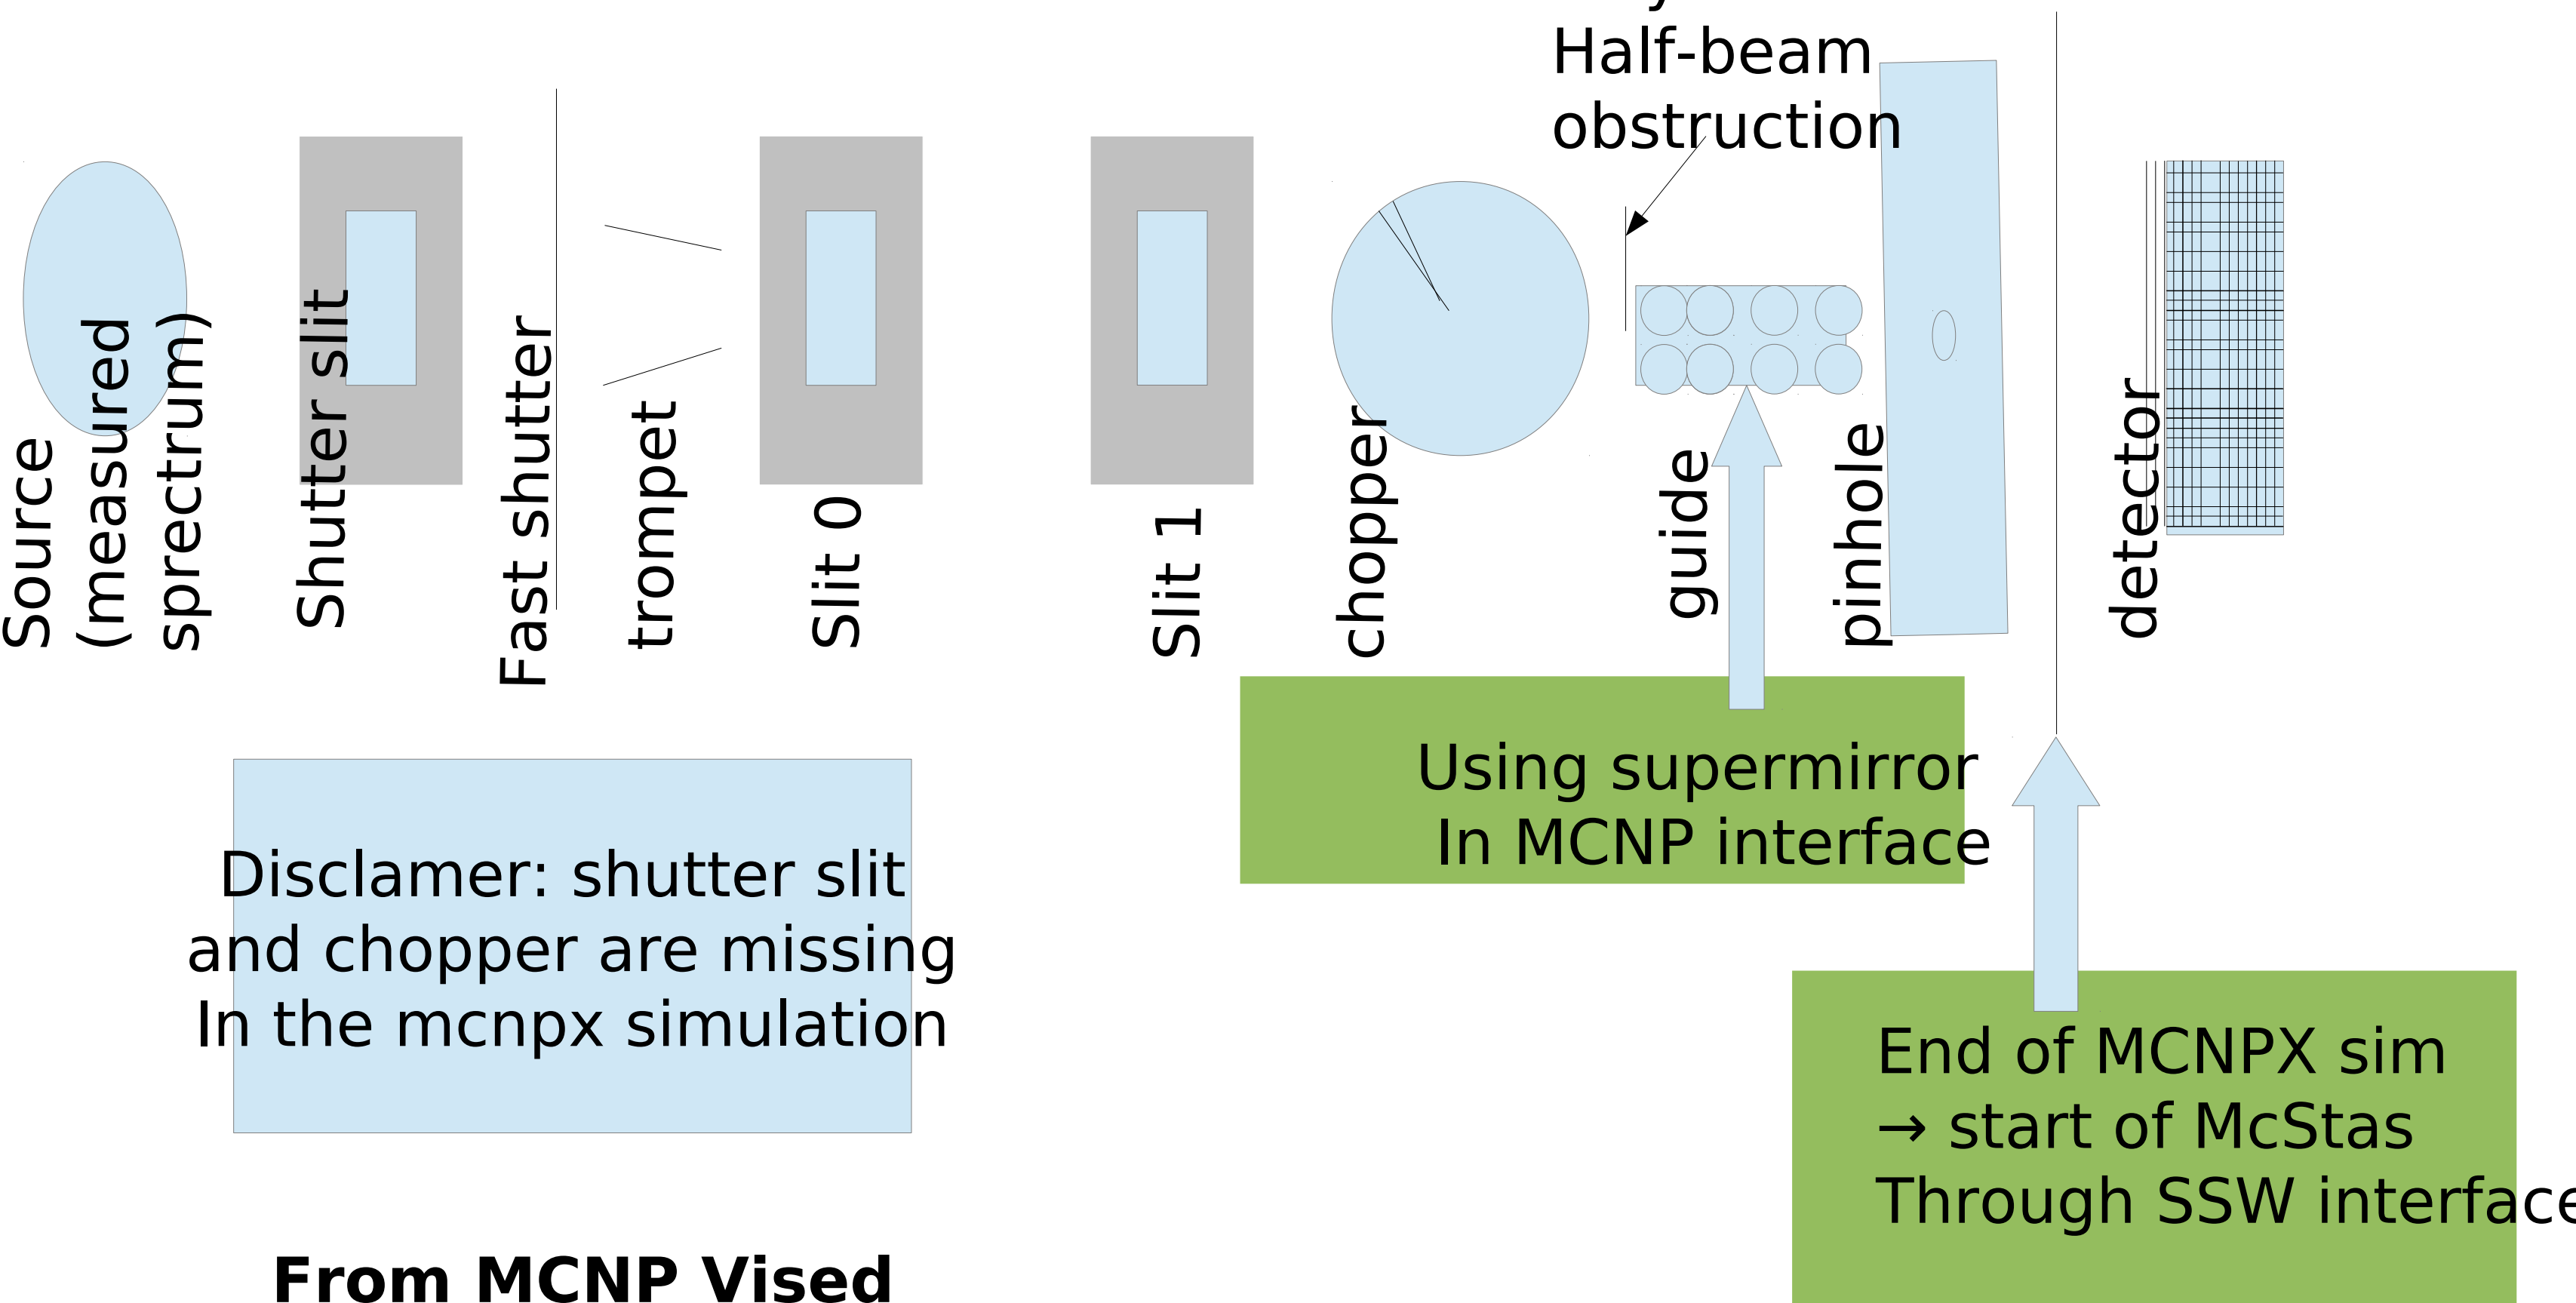 Half-beam
obstruction
Source
(measured
sprectrum)
Shutter slit
Fast shutter
trompet
Slit 0
Slit 1
chopper
guide
pinhole
detector
Using supermirror
In MCNP interface
Disclamer: shutter slit
and chopper are missing
In the mcnpx simulation
End of MCNPX sim
→ start of McStas
Through SSW interface
From MCNP Vised